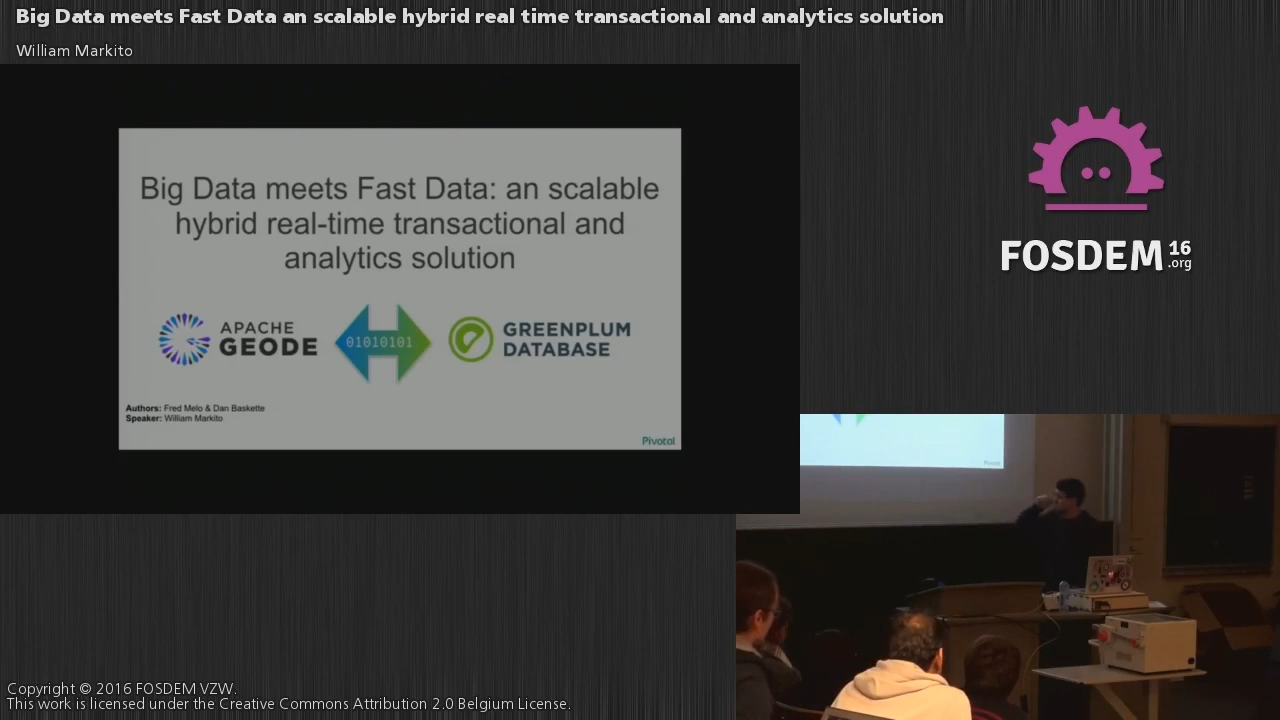 Big Data meets Fast Data an scalable hybrid real time transactional and analytics solution
William Markito
Big Data meets Fast Data: an scalable
hybrid real-time transactional and
analytics solution
APACHE
GEODE
01010101
GREENPLUM
DATABASE
Authors: Fred Melo & Dan Baskette
Speaker: William Markito
Pivotal
FOSDEM 16
.org
Pivotal
Copyright © 2016 FOSDEM VZW.
This work is licensed under the Creative Commons Attribution 2.0 Belgium License.